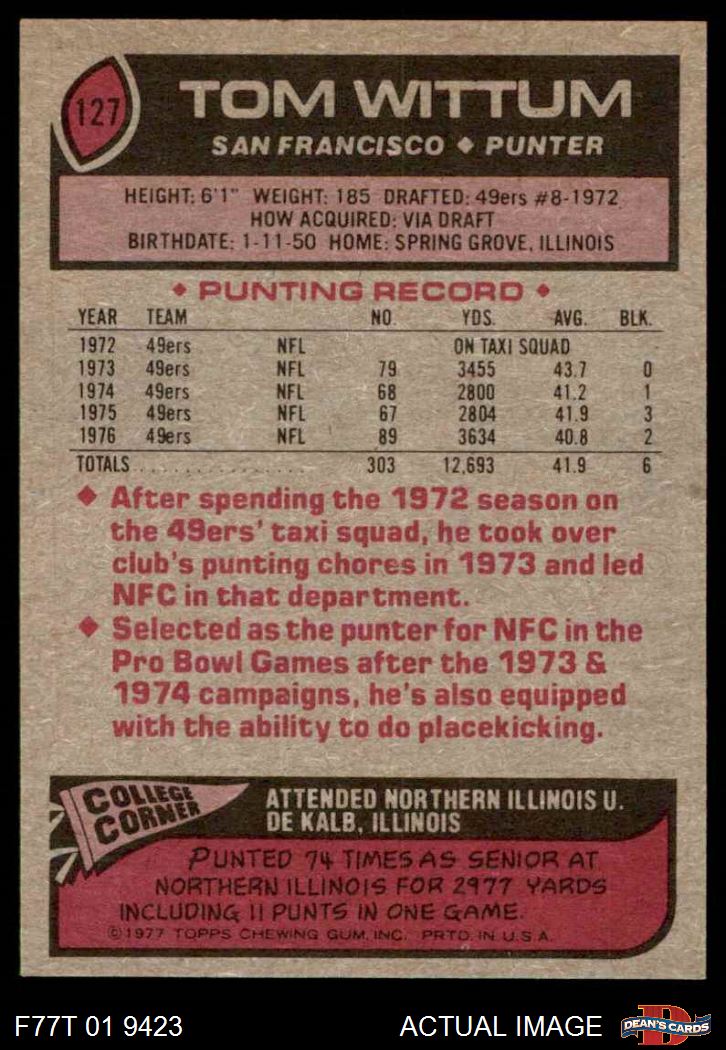 127
TOM WITTUM
SAN FRANCISCO ♦ PUNTER
HEIGHT: 6'1" WEIGHT: 185 DRAFTED: 49ers #8-1972
HOW ACQUIRED: VIA DRAFT
BIRTHDATE: 1-11-50 HOME: SPRING GROVE, ILLINOIS
♦ PUNTING RECORD ♦
YEAR TEAM NO. YDS. AVG. BLK.
1972 49ers NFL ON TAXI SQUAD
1973 49ers NFL 79 3455 43.7 0
1974 49ers NFL 68 2800 41.2 1
1975 49ers NFL 67 2804 41.9 3
1976 49ers NFL 89 3634 40.8 2
TOTALS.................. 303 12,693 41.9 6
♦ After spending the 1972 season on
the 49ers' taxi squad, he took over
club's punting chores in 1973 and led
NFC in that department.
♦ Selected as the punter for NFC in the
Pro Bowl Games after the 1973 &
1974 campaigns, he's also equipped
with the ability to do placekicking.
COLLEGE
CORNER
ATTENDED NORTHERN ILLINOIS U.
DE KALB, ILLINOIS
PUNTED 74 TIMES AS SENIOR AT
NORTHERN ILLINOIS FOR 2977 YARDS
INCLUDING 11 PUNTS IN ONE GAME.
©1977 TOPPS CHEWING GUM, INC. PRTD. IN U.S.A.
F77T 01 9423 ACTUAL IMAGE
D
DEAN'S CARDS